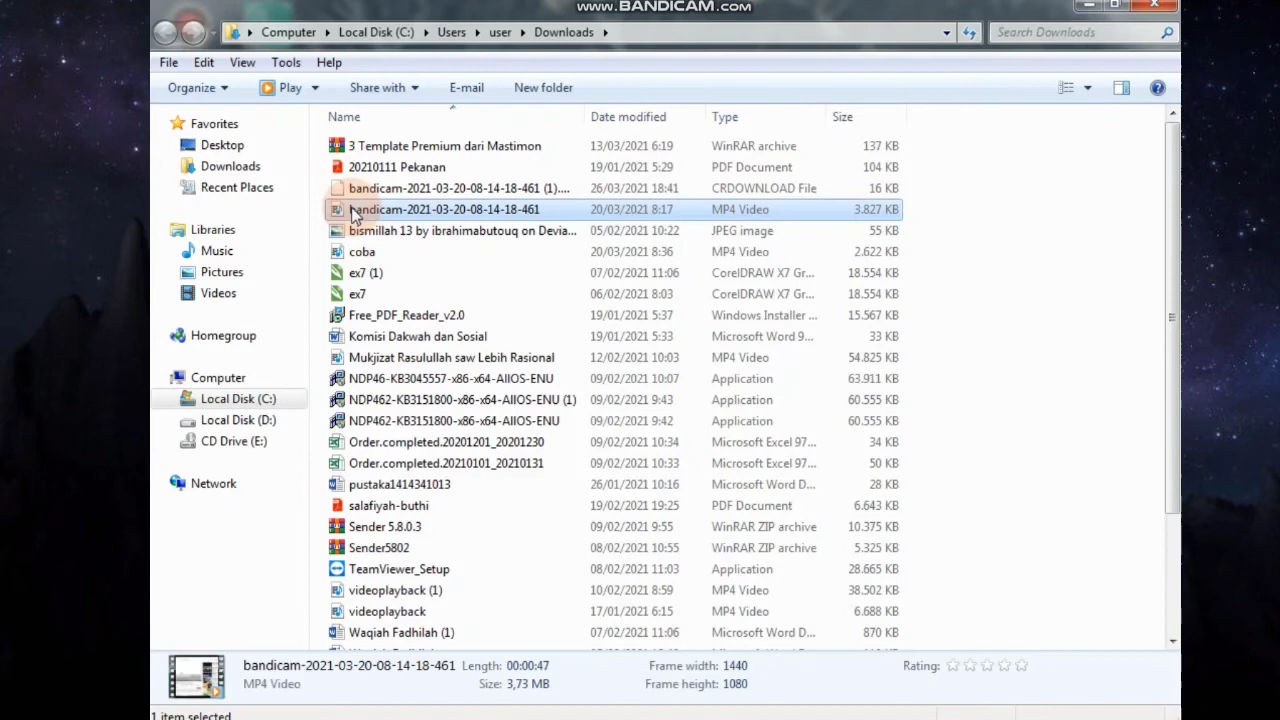 www.BANDICAM.com
Computer Local Disk (C:) Users user Downloads Search Downloads
File Edit View Tools Help
Organize Play Share with E-mail New folder
Name Date modified Type Size
Favorites
Desktop
Downloads
Recent Places
Libraries
Music
Pictures
Videos
Homegroup
Computer
Local Disk (C:)
Local Disk (D:)
CD Drive (E:)
Network
3 Template Premium dari Mastimon 13/03/2021 6:19 WinRAR archive 137 KB
20210111 Pekanan 19/01/2021 5:29 PDF Document 104 KB
bandicam-2021-03-20-08-14-18-461 (1).... 26/03/2021 18:41 CRDOWNLOAD File 16 KB
bandicam-2021-03-20-08-14-18-461 20/03/2021 8:17 MP4 Video 3.827 KB
bismillah 13 by ibrahimabutouq on Devia... 05/02/2021 10:22 JPEG image 55 KB
coba 20/03/2021 8:36 MP4 Video 2.622 KB
ex7 (1) 07/02/2021 11:06 CorelDRAW X7 Gr... 18.554 KB
ex7 06/02/2021 8:03 CorelDRAW X7 Gr... 18.554 KB
Free_PDF_Reader_v2.0 19/01/2021 5:37 Windows Installer ... 15.567 KB
Komisi Dakwah dan Sosial 19/01/2021 5:33 Microsoft Word 9... 33 KB
Mukjizat Rasulullah saw Lebih Rasional 12/02/2021 10:03 MP4 Video 54.825 KB
NDP46-KB3045557-x86-x64-AllOS-ENU 09/02/2021 10:07 Application 63.911 KB
NDP462-KB3151800-x86-x64-AllOS-ENU (1) 09/02/2021 9:43 Application 60.555 KB
NDP462-KB3151800-x86-x64-AllOS-ENU 09/02/2021 9:42 Application 60.555 KB
Order.completed.20201201_20201230 09/02/2021 10:34 Microsoft Excel 97... 34 KB
Order.completed.20210101_20210131 09/02/2021 10:33 Microsoft Excel 97... 50 KB
pustaka1414341013 26/01/2021 10:16 Microsoft Word D... 28 KB
salafiyah-buthi 19/02/2021 19:25 PDF Document 6.643 KB
Sender 5.8.0.3 09/02/2021 9:55 WinRAR ZIP archive 10.375 KB
Sender5802 08/02/2021 10:55 WinRAR ZIP archive 5.325 KB
TeamViewer_Setup 08/02/2021 11:03 Application 28.665 KB
videoplayback (1) 10/02/2021 8:59 MP4 Video 38.502 KB
videoplayback 17/01/2021 6:15 MP4 Video 6.688 KB
Waqiah Fadhilah (1) 07/02/2021 11:06 Microsoft Word D... 870 KB
bandicam-2021-03-20-08-14-18-461 Length: 00:00:47 Frame width: 1440 Rating:
MP4 Video Size: 3,73 MB Frame height: 1080
1 item selected